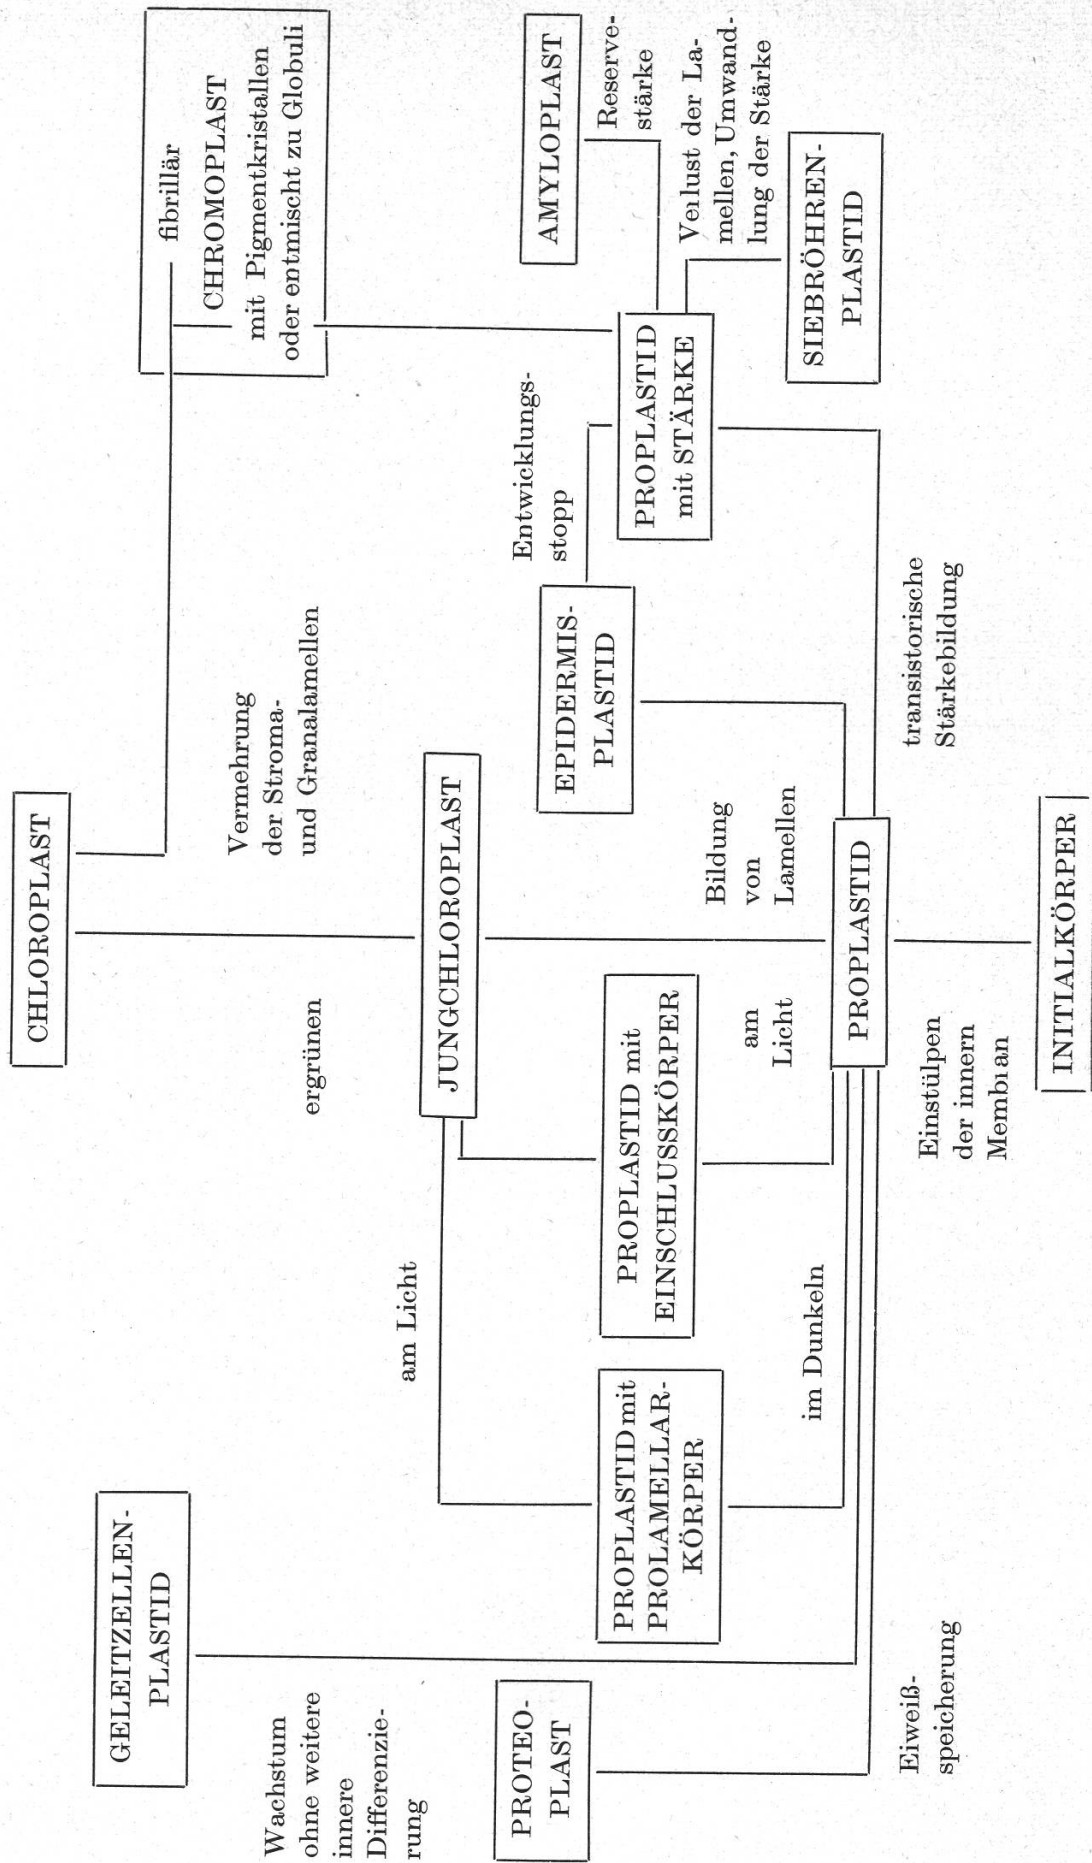 CHLOROPLAST
GELEITZELLEN-
PLASTID
fibrillär
CHROMOPLAST
mit Pigmentkristallen
oder entmischt zu Globuli
Wachstum
ohne weitere
innere
Differenzie-
rung
ergrünen
Vermehrung
der Stroma-
und Granalamellen
am Licht
JUNGCHLOROPLAST
PROTEO-
PLAST
PROPLASTID mit
PROLAMELLAR-
KÖRPER
PROPLASTID mit
EINSCHLUSSKÖRPER
EPIDERMIS-
PLASTID
Entwicklungs-
stopp
AMYLOPLAST
Reserve-
stärke
PROPLASTID
mit STÄRKE
Verlust der La-
mellen, Umwand-
lung der Stärke
SIEBRÖHREN-
PLASTID
im Dunkeln
am
Licht
Bildung
von
Lamellen
PROPLASTID
Eiweiß-
speicherung
Einstülpen
der innern
Membran
transistorische
Stärkebildung
INITIALKÖRPER